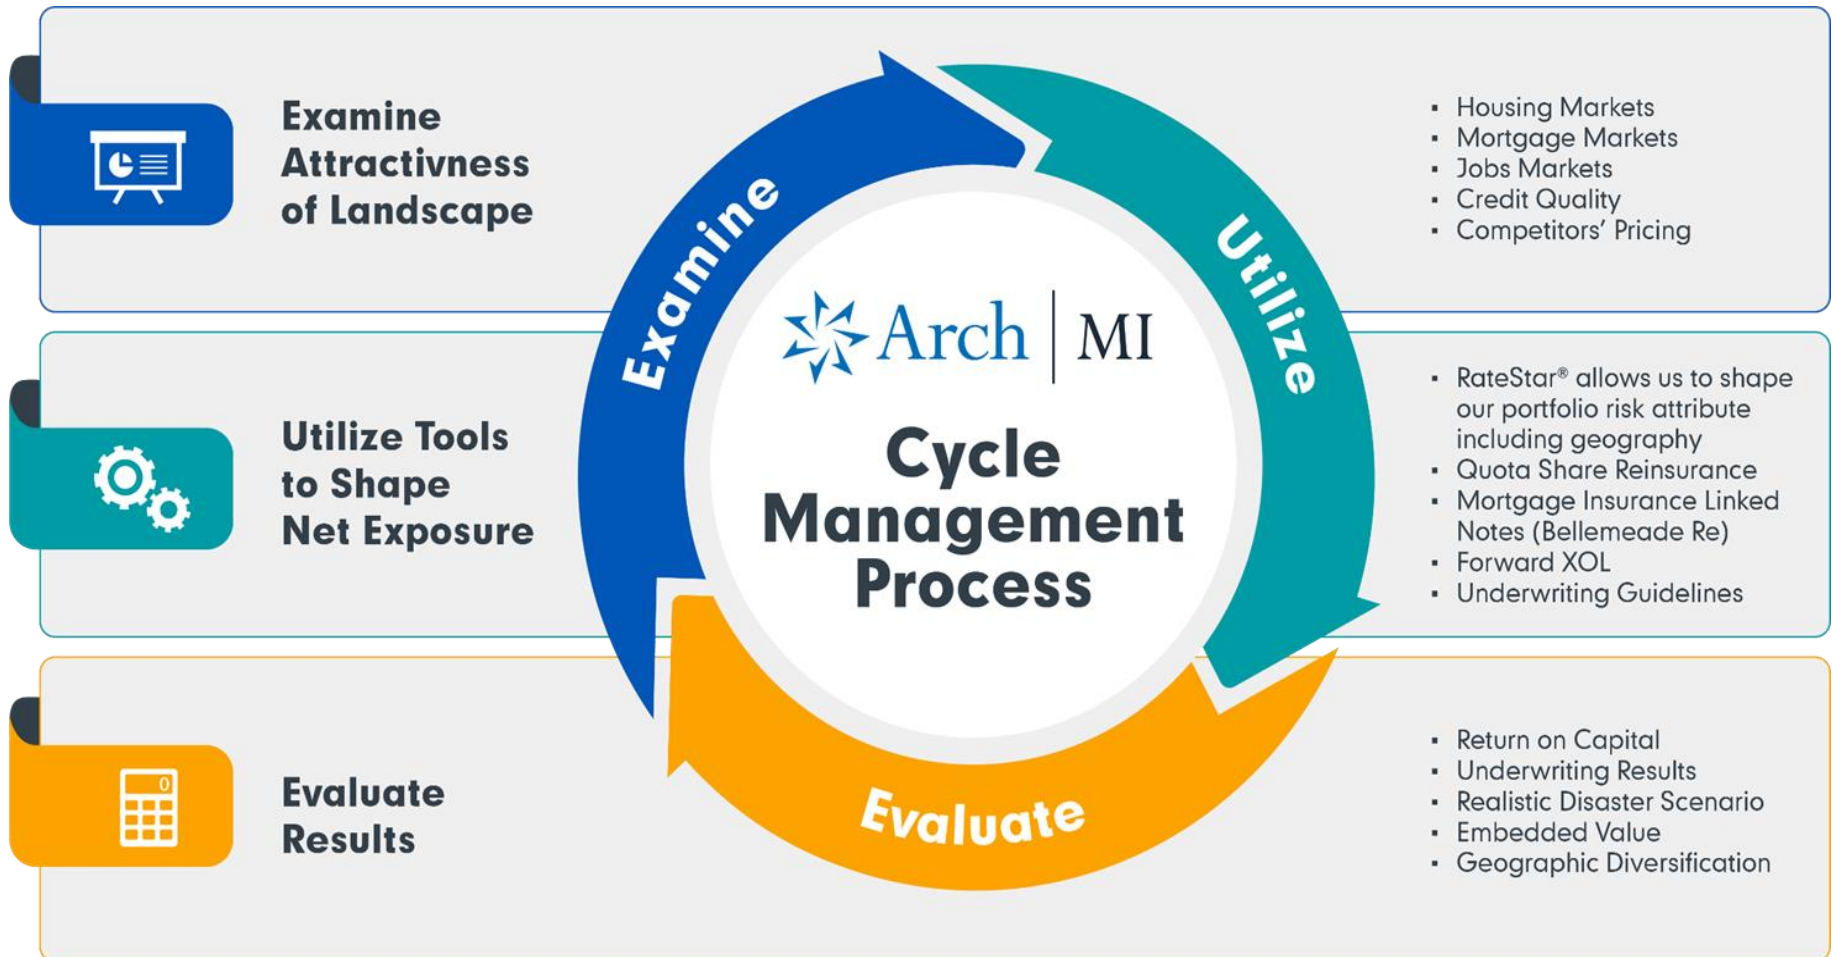 Examine
Attractivness
of Landscape
Examine
Utilize
▪ Housing Markets
▪ Mortgage Markets
▪ Jobs Markets
▪ Credit Quality
▪ Competitors’ Pricing
Arch | MI
Cycle
Management
Process
Utilize Tools
to Shape
Net Exposure
▪ RateStar® allows us to shape
our portfolio risk attribute
including geography
▪ Quota Share Reinsurance
▪ Mortgage Insurance Linked
Notes (Bellemeade Re)
▪ Forward XOL
▪ Underwriting Guidelines
0
Evaluate
Results
Evaluate
▪ Return on Capital
▪ Underwriting Results
▪ Realistic Disaster Scenario
▪ Embedded Value
▪ Geographic Diversification